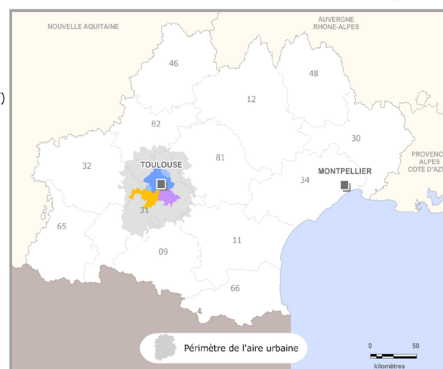 NOUVELLE AQUITAINE
AUVERGNE
RHONE-ALPES
46
48
)
12
82
30
PROVENC
ALPES
COTE D'AZU
TOULOUSE
32
81
MONTPELLIER
34
31
65
11
09
66
Périmètre de l'aire urbaine
0 50
kilomètres